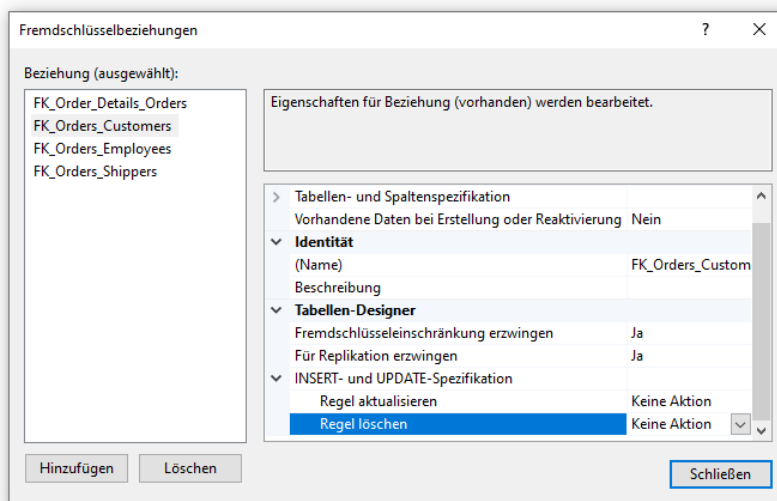 Fremdschlüsselbeziehungen
?
Beziehung (ausgewählt):
FK_Order_Details_Orders
FK_Orders_Customers
FK_Orders_Employees
FK_Orders_Shippers
Eigenschaften für Beziehung (vorhanden) werden bearbeitet.
Tabellen- und Spaltenspezifikation
Vorhandene Daten bei Erstellung oder Reaktivierung Nein
Identität
(Name) FK_Orders_Custom
Beschreibung
Tabellen-Designer
Fremdschlüsseleinschränkung erzwingen Ja
Für Replikation erzwingen Ja
INSERT- und UPDATE-Spezifikation
Regel aktualisieren Keine Aktion
Regel löschen Keine Aktion
Hinzufügen Löschen
Schließen